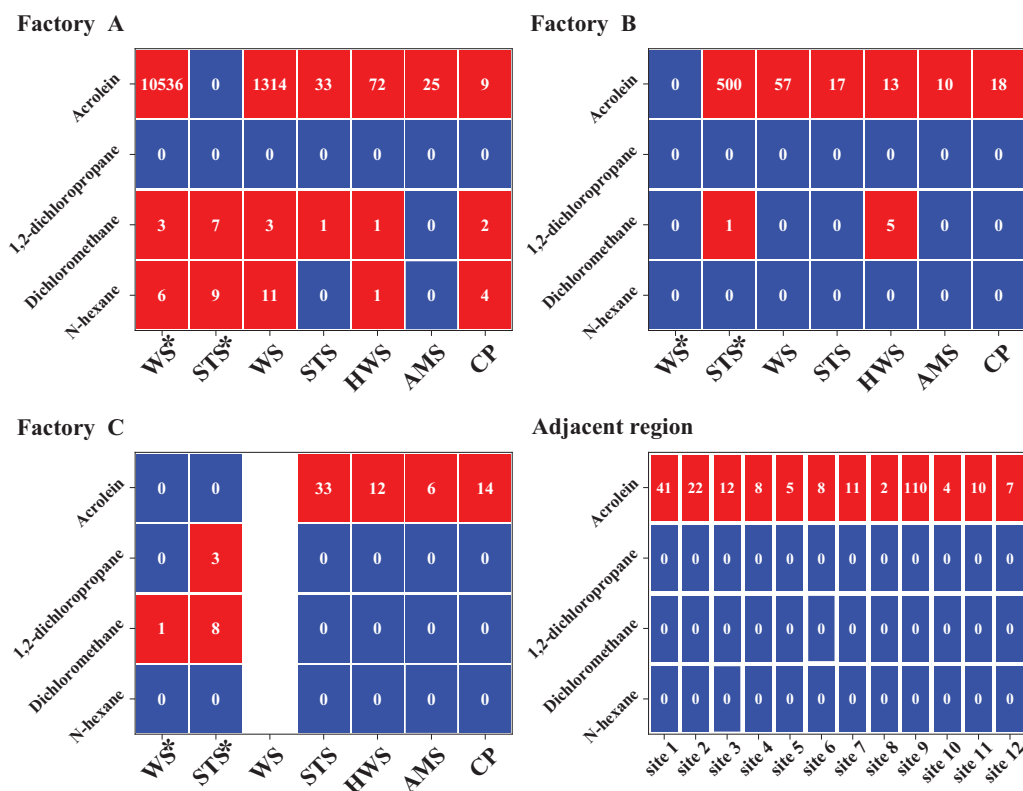 Factory A
Acrolein 10536 0 1314 33 72 25 9
1,2-dichloropropane 0 0 0 0 0 0 0
Dichloromethane 3 7 3 1 1 0 2
N-hexane 6 9 11 0 1 0 4
WS* STS* WS STS HWS AMS CP
Factory B
Acrolein 0 500 57 17 13 10 18
1,2-dichloropropane 0 0 0 0 0 0 0
Dichloromethane 0 1 0 0 5 0 0
N-hexane 0 0 0 0 0 0 0
WS* STS* WS STS HWS AMS CP
Factory C
Acrolein 0 0 33 12 6 14
1,2-dichloropropane 0 3 0 0 0 0
Dichloromethane 1 8 0 0 0 0
N-hexane 0 0 0 0 0 0
WS* STS* WS STS HWS AMS CP
Adjacent region
Acrolein 41 22 12 8 5 8 11 2 110 4 10 7
1,2-dichloropropane 0 0 0 0 0 0 0 0 0 0 0 0
Dichloromethane 0 0 0 0 0 0 0 0 0 0 0 0
N-hexane 0 0 0 0 0 0 0 0 0 0 0 0
site 1 site 2 site 3 site 4 site 5 site 6 site 7 site 8 site 9 site 10 site 11 site 12